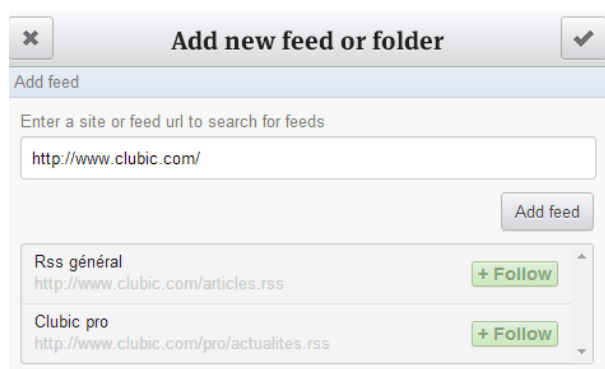 Add new feed or folder
Add feed
Enter a site or feed url to search for feeds
http://www.clubic.com/
Add feed
Rss général
http://www.clubic.com/articles.rss
+ Follow
Clubic pro
http://www.clubic.com/pro/actualites.rss
+ Follow